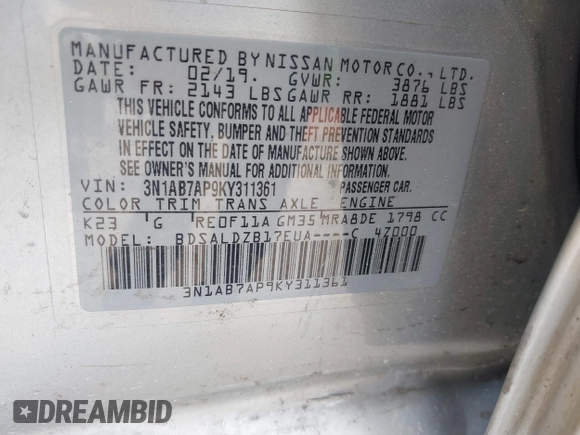 MANUFACTURED BY NISSAN MOTOR CO., LTD.
DATE: 02/19. GVWR: 3876 LBS
GAWR FR: 2143 LBS GAWR RR: 1881 LBS
THIS VEHICLE CONFORMS TO ALL APPLICABLE FEDERAL MOTOR
VEHICLE SAFETY, BUMPER AND THEFT PREVENTION STANDARDS
IN EFFECT ON THE DATE OF MANUFACTURE SHOWN ABOVE.
SEE OWNER'S MANUAL FOR ADDITIONAL INFORMATION.
VIN: 3N1AB7AP9KY311361 PASSENGER CAR.
COLOR TRIM TRANS AXLE ENGINE
K23 G RE0F11A GM35 MRA8DE 1798 CC
MODEL: BDSALDZB17EUA----C 4Z000
3N1AB7AP9KY311361
DREAMBID